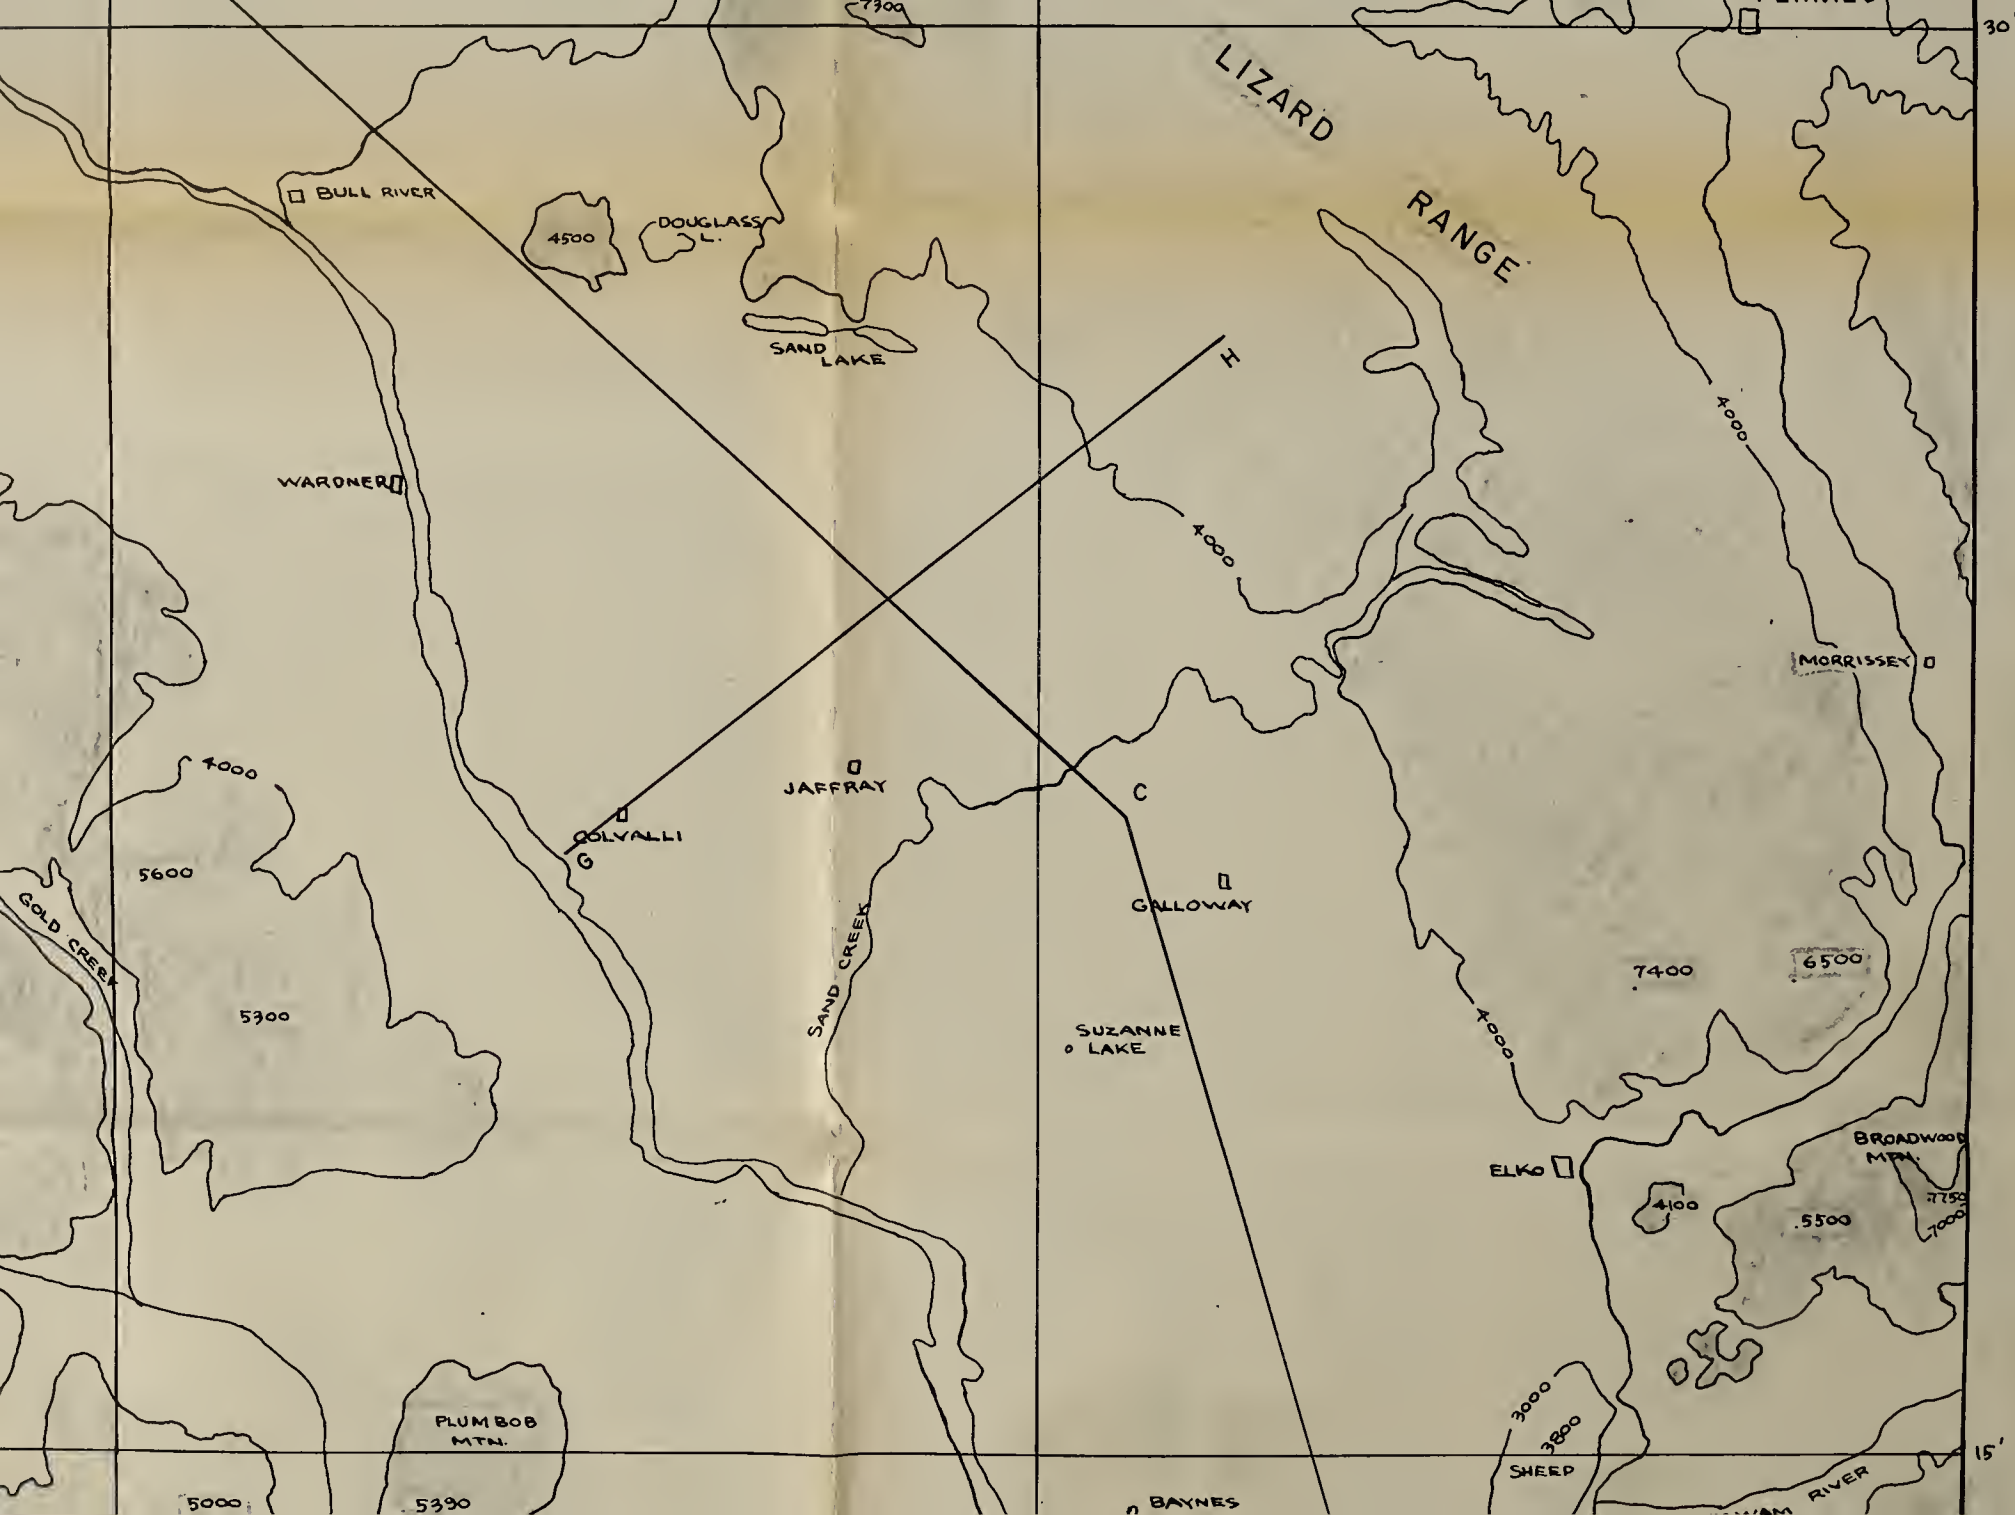 7300
30'
LIZARD
RANGE
BULL RIVER
4500
DOUGLASS
L.
SAND
LAKE
H
4000
WARDNER
4000
MORRISSEY
4000
JAFFRAY
C
COLVALLI
G
5600
GOLD CREEK
GALLOWAY
SAND CREEK
7400
6500
5300
SUZANNE
LAKE
4000
BROADWOOD
MTN.
ELKO
4100
5500
7750
7000
3000
3800
PLUMBOB
MTN.
15'
SHEEP
RIVER
5000
5390
BAYNES